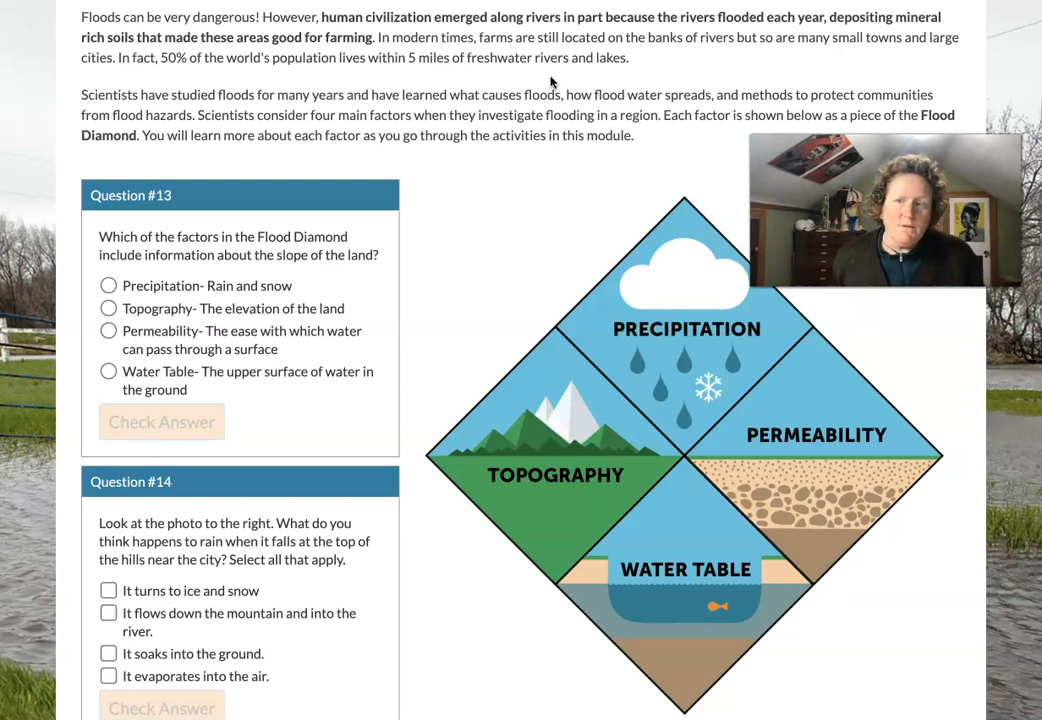 Floods can be very dangerous! However, human civilization emerged along rivers in part because the rivers flooded each year, depositing mineral
rich soils that made these areas good for farming. In modern times, farms are still located on the banks of rivers but so are many small towns and large
cities. In fact, 50% of the world's population lives within 5 miles of freshwater rivers and lakes.
Scientists have studied floods for many years and have learned what causes floods, how flood water spreads, and methods to protect communities
from flood hazards. Scientists consider four main factors when they investigate flooding in a region. Each factor is shown below as a piece of the Flood
Diamond. You will learn more about each factor as you go through the activities in this module.
Question #13
Which of the factors in the Flood Diamond
include information about the slope of the land?
Precipitation- Rain and snow
Topography- The elevation of the land
Permeability- The ease with which water
can pass through a surface
Water Table- The upper surface of water in
the ground
Check Answer
Question #14
Look at the photo to the right. What do you
think happens to rain when it falls at the top of
the hills near the city? Select all that apply.
It turns to ice and snow
It flows down the mountain and into the
river.
It soaks into the ground.
It evaporates into the air.
Check Answer
PRECIPITATION
PERMEABILITY
TOPOGRAPHY
WATER TABLE